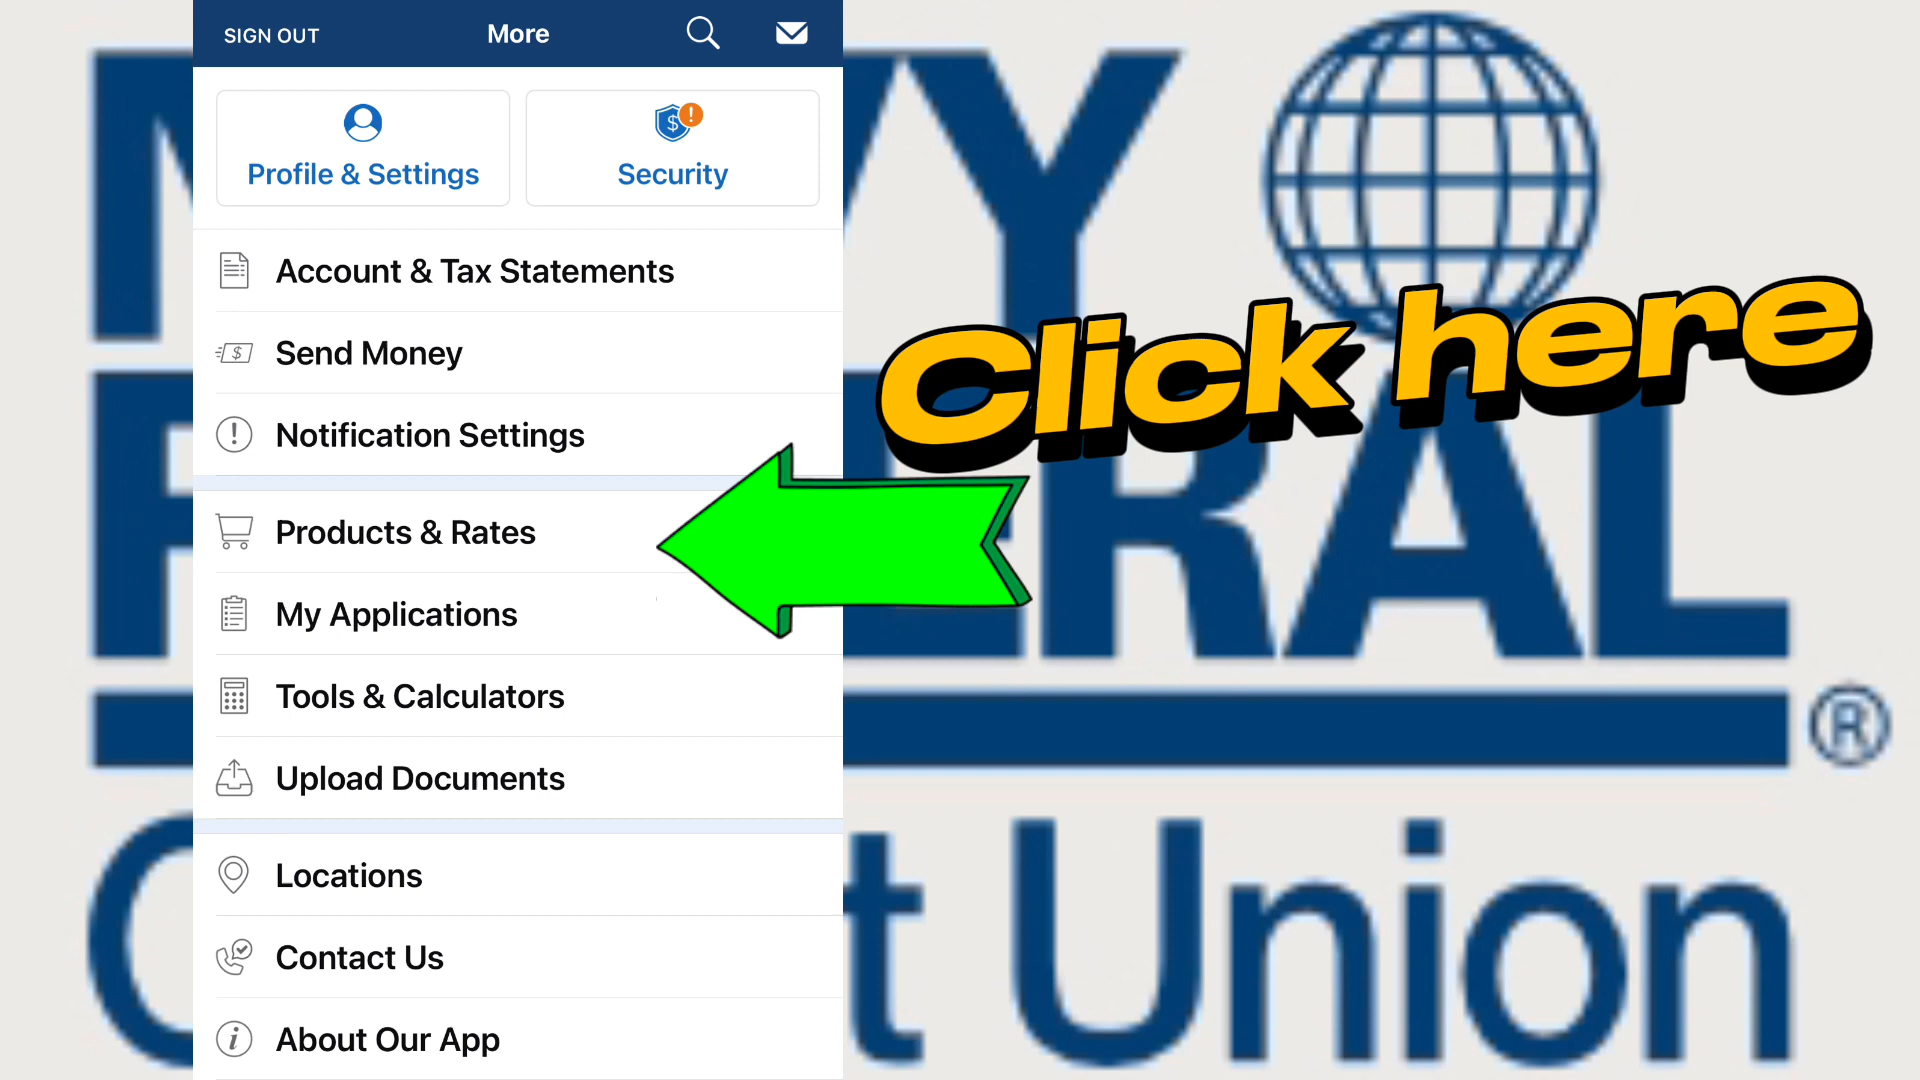 SIGN OUT
More
Profile & Settings
Security
Account & Tax Statements
Send Money
Notification Settings
Products & Rates
My Applications
Tools & Calculators
Upload Documents
Locations
Contact Us
About Our App
Click here
Union
®